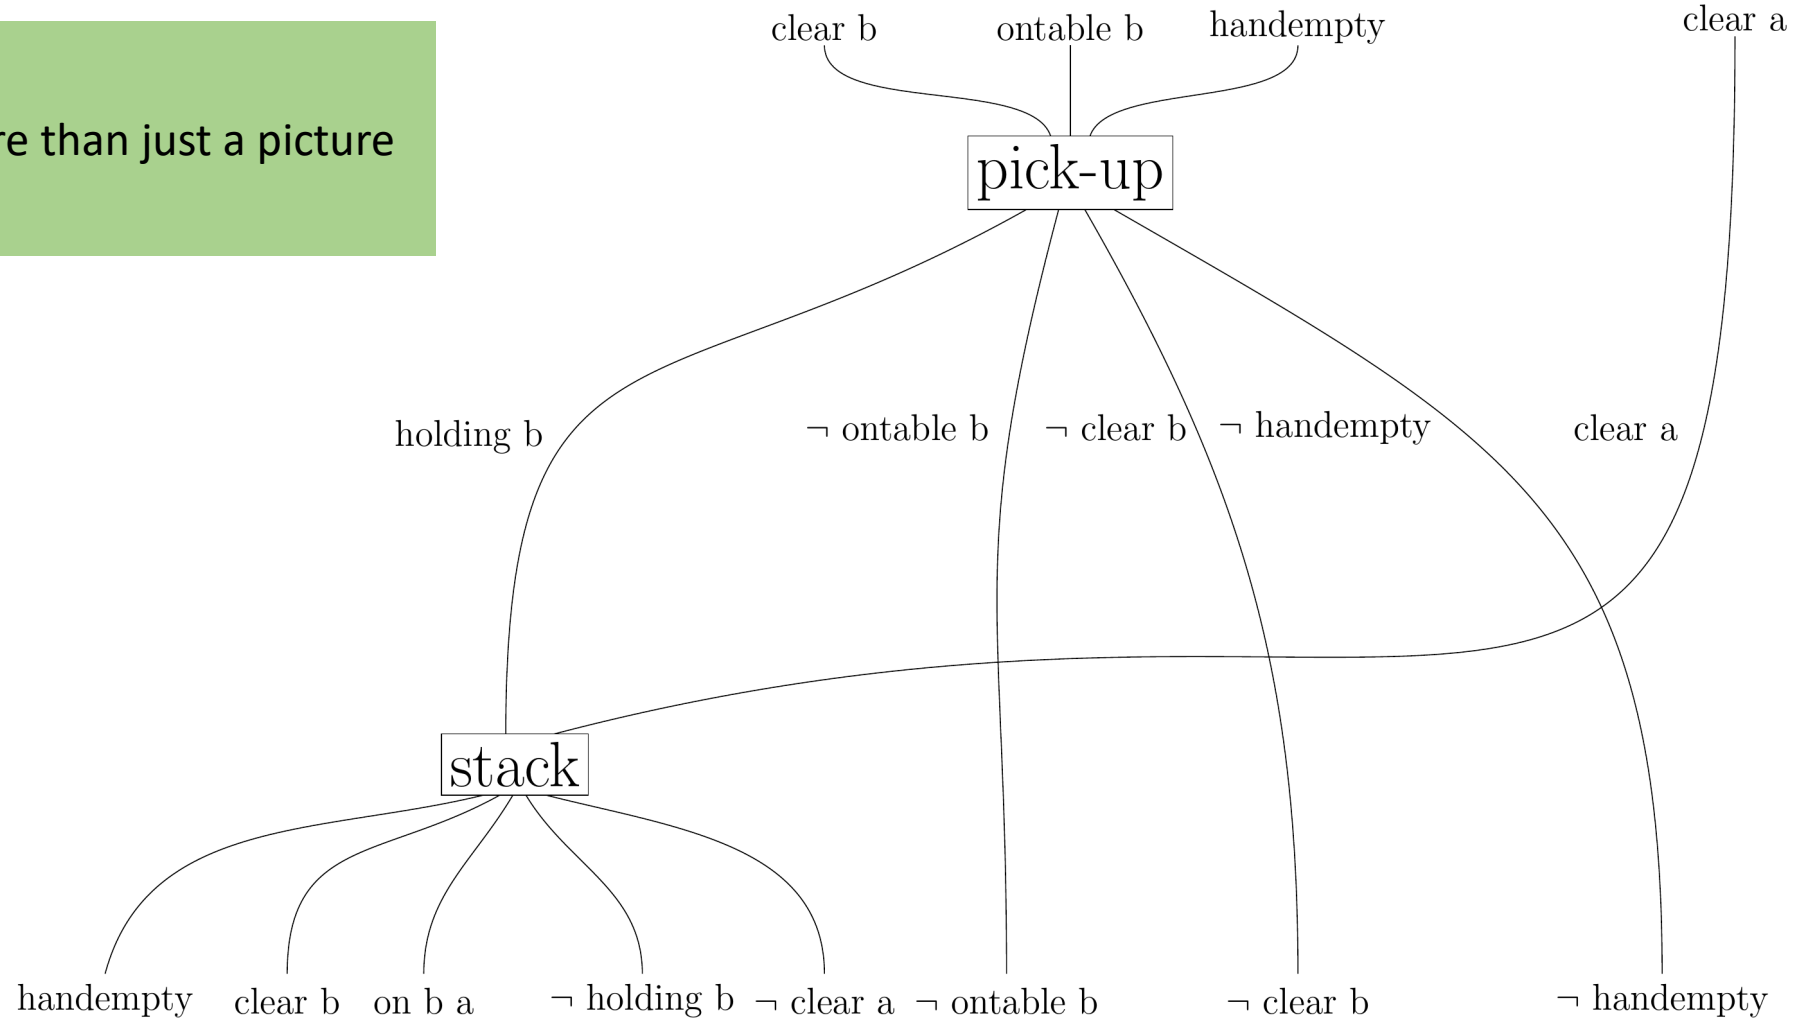 clear b ontable b handempty clear a
re than just a picture
pick-up
holding b ¬ ontable b ¬ clear b ¬ handempty clear a
stack
handempty clear b on b a ¬ holding b ¬ clear a ¬ ontable b ¬ clear b ¬ handempty